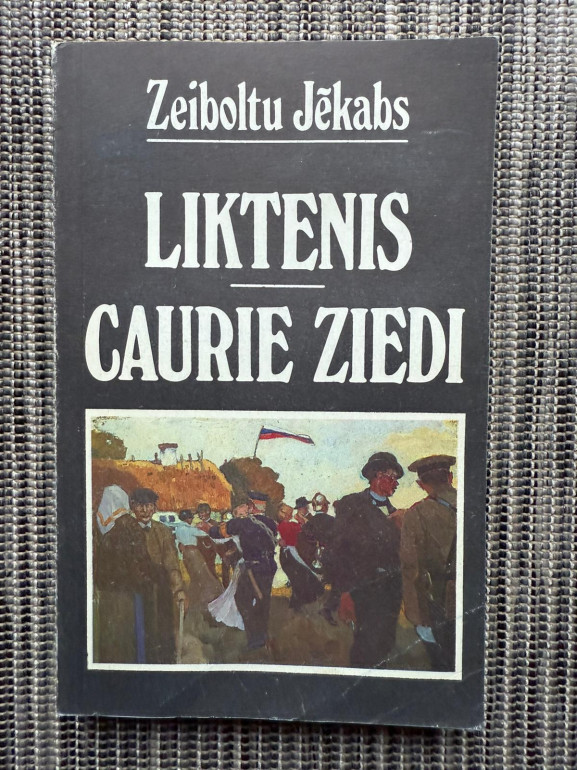 Zeiboltu Jēkabs
LIKTENIS
CAURIE ZIEDI